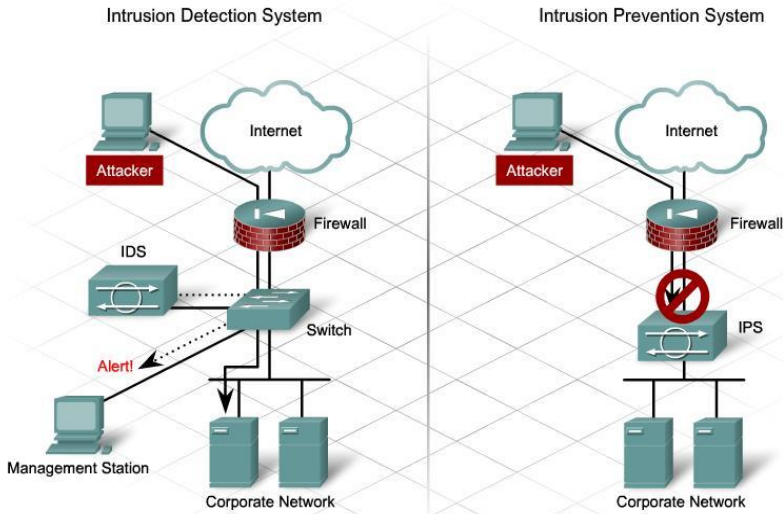 Intrusion Detection System
Internet
Attacker
Firewall
IDS
Switch
Alert!
Management Station
Corporate Network
Intrusion Prevention System
Internet
Attacker
Firewall
IPS
Corporate Network